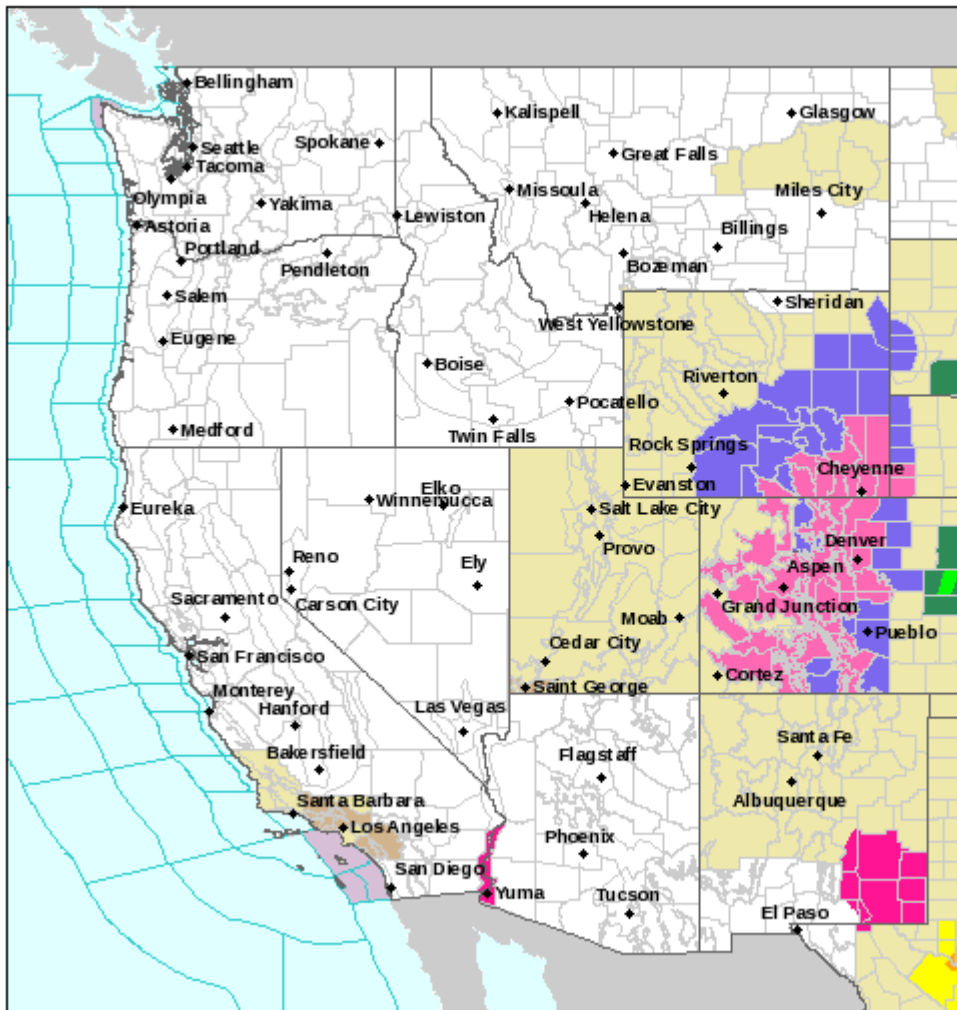 Bellingham
Kalispell
Glasgow
Seattle
Spokane
Great Falls
Tacoma
Missoula
Miles City
Olympia
Yakima
Lewiston
Helena
Astoria
Billings
Portland
Pendleton
Bozeman
Salem
Sheridan
West Yellowstone
Eugene
Boise
Riverton
Pocatello
Medford
Twin Falls
Rock Springs
Cheyenne
Evanston
Elko
Winnemucca
Eureka
Salt Lake City
Provo
Denver
Reno
Ely
Aspen
Sacramento
Carson City
Grand Junction
Moab
Pueblo
San Francisco
Cedar City
Cortez
Saint George
Monterey
Hanford
Las Vegas
Santa Fe
Bakersfield
Flagstaff
Albuquerque
Santa Barbara
Los Angeles
Phoenix
San Diego
Yuma
Tucson
El Paso